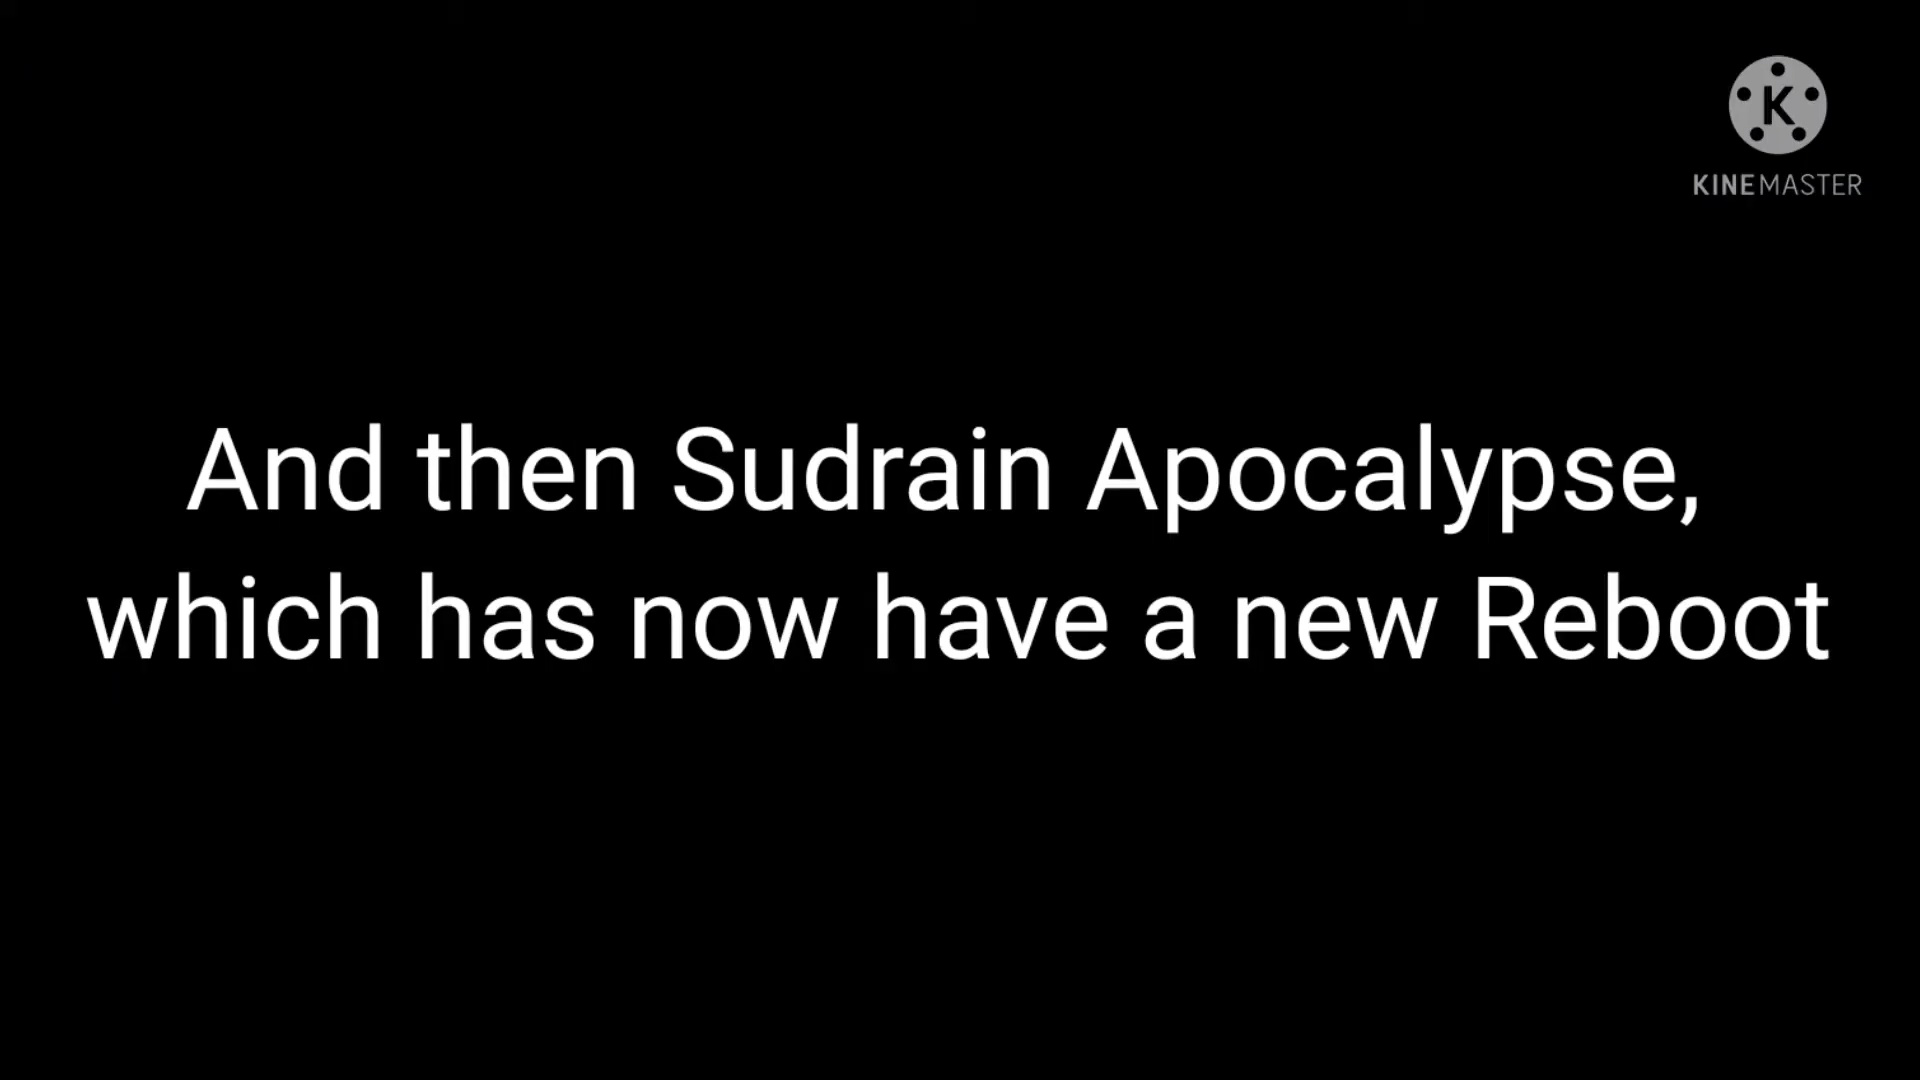 K
KINEMASTER
And then Sudrain Apocalypse,
which has now have a new Reboot